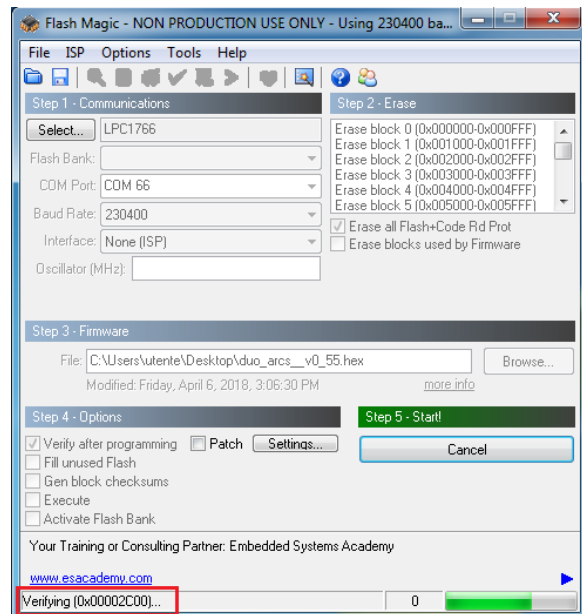 Flash Magic - NON PRODUCTION USE ONLY - Using 230400 ba...
File ISP Options Tools Help
Step 1 - Communications
Select... LPC1766
Flash Bank:
COM Port: COM 66
Baud Rate: 230400
Interface: None (ISP)
Oscillator (MHz):
Step 2 - Erase
Erase block 0 (0x000000-0x000FFF)
Erase block 1 (0x001000-0x001FFF)
Erase block 2 (0x002000-0x002FFF)
Erase block 3 (0x003000-0x003FFF)
Erase block 4 (0x004000-0x004FFF)
Erase block 5 (0x005000-0x005FFF)
Erase all Flash+Code Rd Prot
Erase blocks used by Firmware
Step 3 - Firmware
File: C:\Users\utente\Desktop\duo_arcs__v0_55.hex Browse...
Modified: Friday, April 6, 2018, 3:06:30 PM more info
Step 4 - Options
Verify after programming Patch Settings...
Fill unused Flash
Gen block checksums
Execute
Activate Flash Bank
Step 5 - Start!
Cancel
Your Training or Consulting Partner: Embedded Systems Academy
www.esacademy.com
Verifying (0x00002C00)... 0